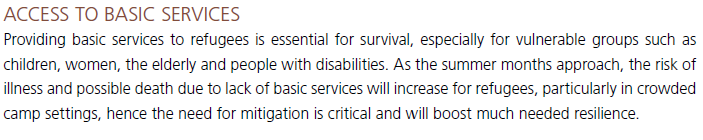 ACCESS TO BASIC SERVICES
Providing basic services to refugees is essential for survival, especially for vulnerable groups such as
children, women, the elderly and people with disabilities. As the summer months approach, the risk of
illness and possible death due to lack of basic services will increase for refugees, particularly in crowded
camp settings, hence the need for mitigation is critical and will boost much needed resilience.